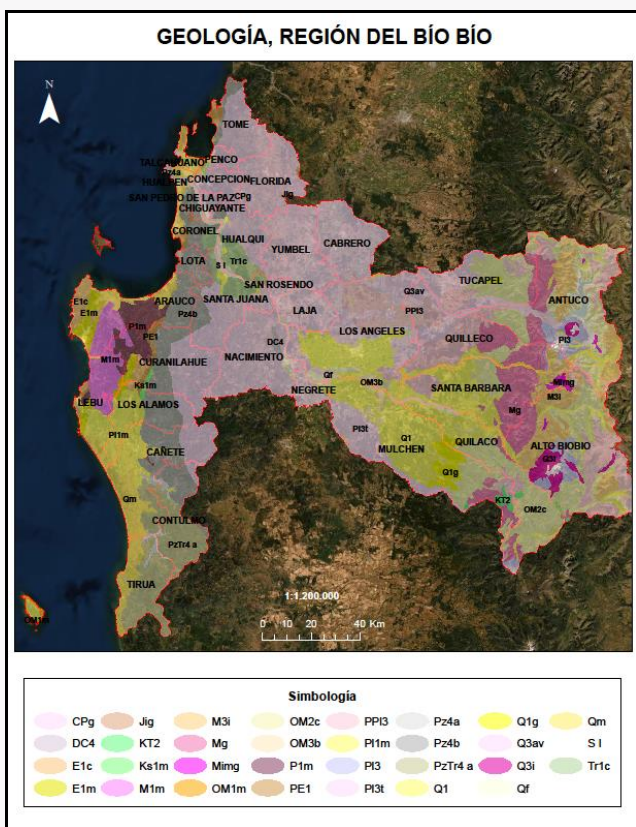 GEOLOGÍA, REGIÓN DEL BÍO BÍO
N
TOME
TALCAHUANO PENCO
Pz4a
HUALPEN CONCEPCION FLORIDA
SAN PEDRO DE LA PAZ CPg Jig
CHIGUAYANTE
CORONEL HUALQUI YUMBEL CABRERO
LOTA S I Tr1c
SAN ROSENDO Q3av TUCAPEL
E1c ARAUCO SANTA JUANA LAJA ANTUCO
E1m Pz4b PPl3
P1m LOS ANGELES QUILLECO Pl3
PE1 DC4
M1m CURANILAHUE NACIMIENTO
Qf OM3b Mimg
Ks1m NEGRETE SANTA BARBARA M3i
LEBU LOS ALAMOS Mg
Pl1m Pl3t Q1 QUILACO ALTO BIOBIO
CAÑETE MULCHEN Q3i
Q1g
Qm KT2 OM2c
CONTULMO
PzTr4 a
TIRUA
1:1.200.000
OM1m
0 10 20 40 Km
Simbología
CPg Jig M3i OM2c PPl3 Pz4a Q1g Qm
DC4 KT2 Mg OM3b Pl1m Pz4b Q3av S I
E1c Ks1m Mimg P1m Pl3 PzTr4 a Q3i Tr1c
E1m M1m OM1m PE1 Pl3t Q1 Qf